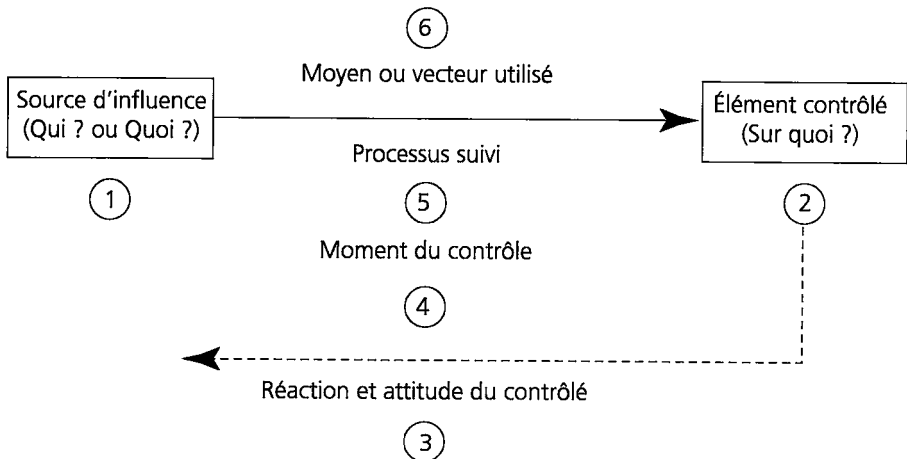 6
Moyen ou vecteur utilisé
Source d'influence
(Qui ? ou Quoi ?)
Élément contrôlé
(Sur quoi ?)
Processus suivi
1
5
2
Moment du contrôle
4
Réaction et attitude du contrôlé
3